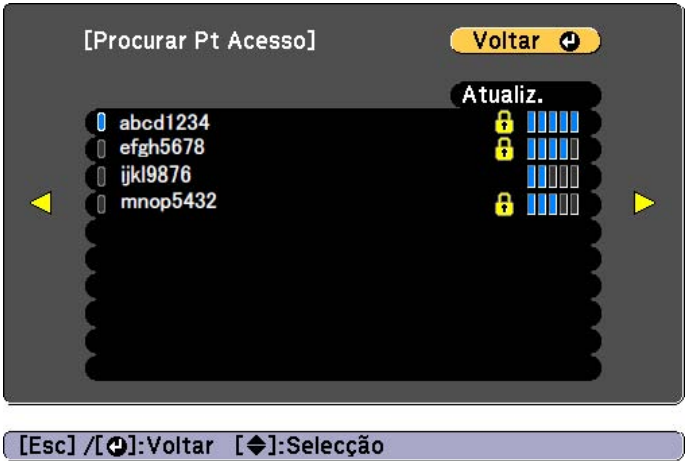 [Procurar Pt Acesso]
Voltar
Atualiz.
abcd1234
efgh5678
ijkl9876
mnop5432
[Esc] /[⏎]:Voltar [◆]:Selecção